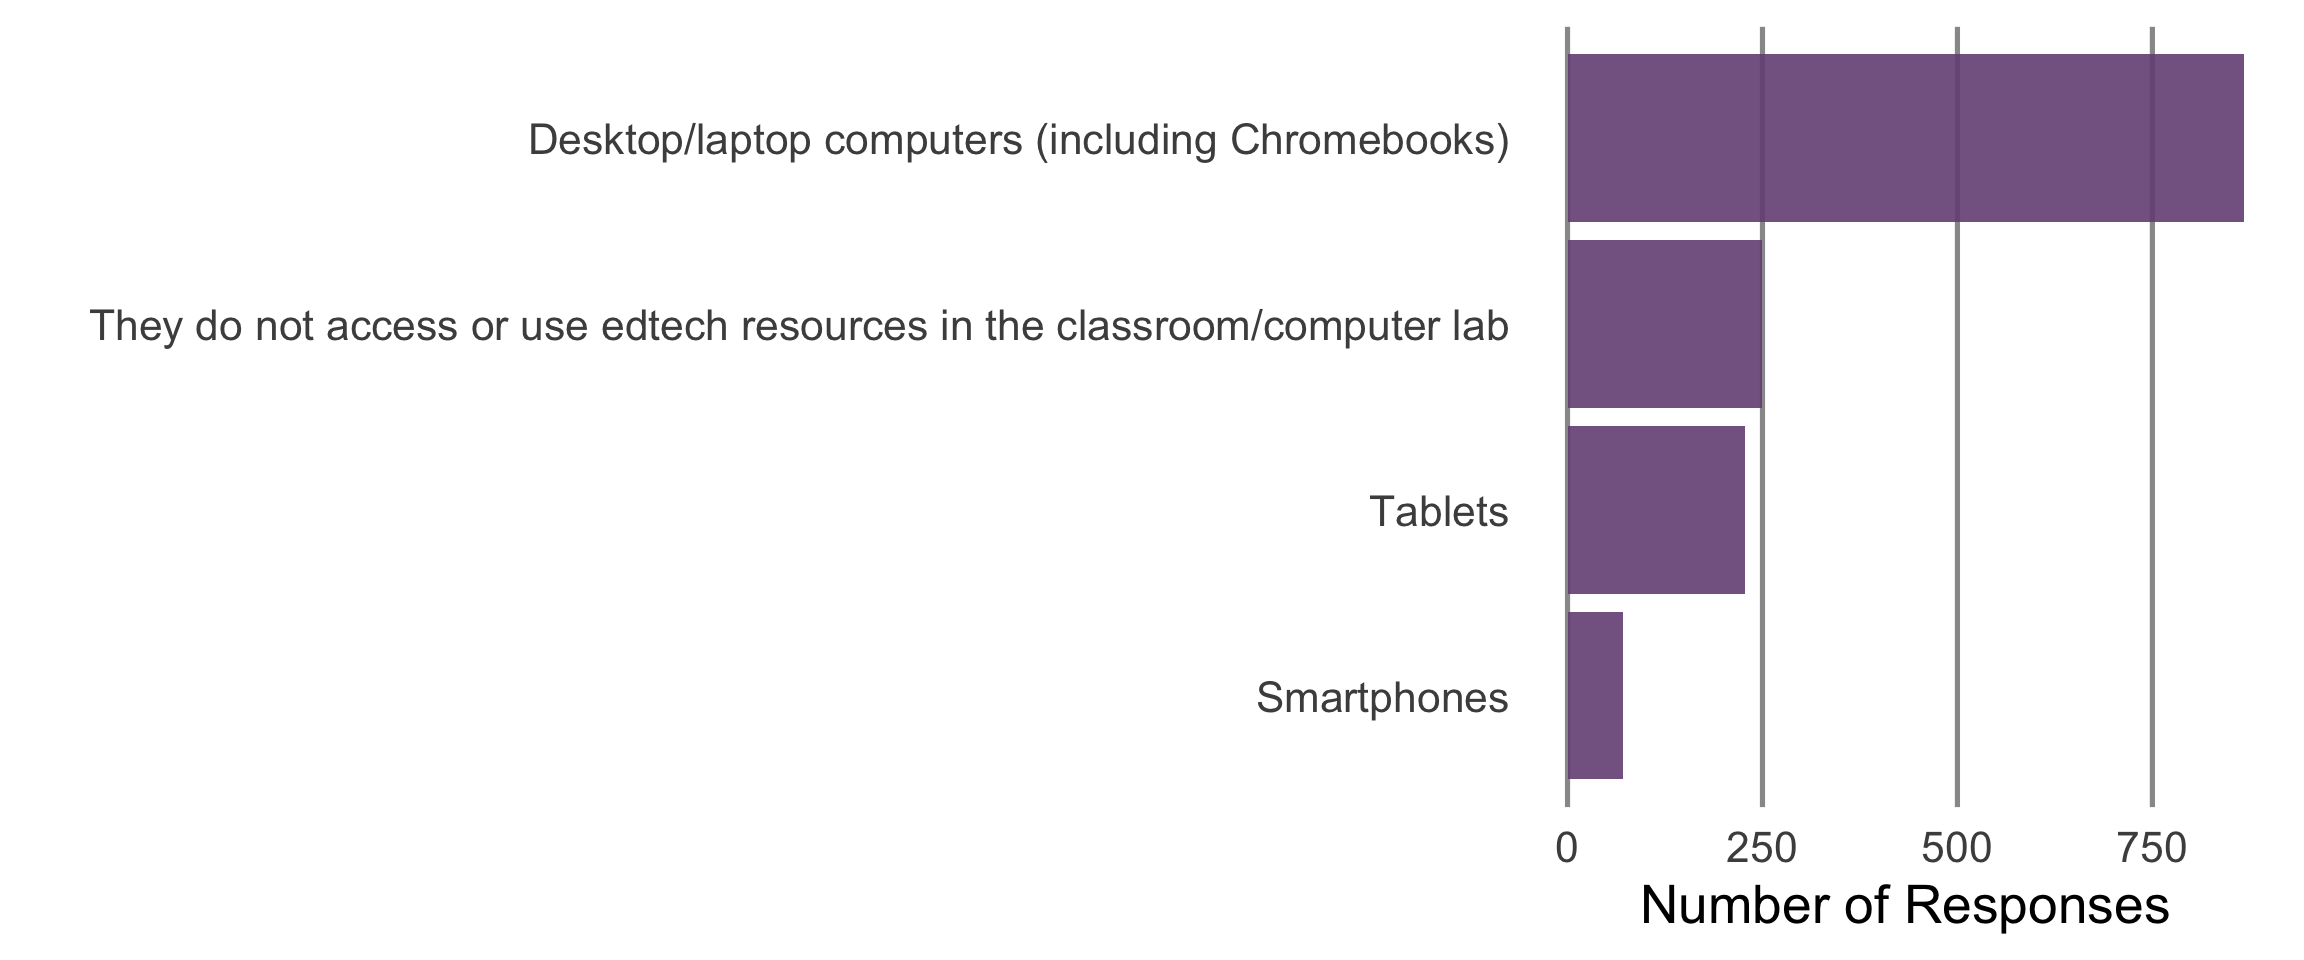 Desktop/laptop computers (including Chromebooks)
They do not access or use edtech resources in the classroom/computer lab
Tablets
Smartphones
0 250 500 750
Number of Responses